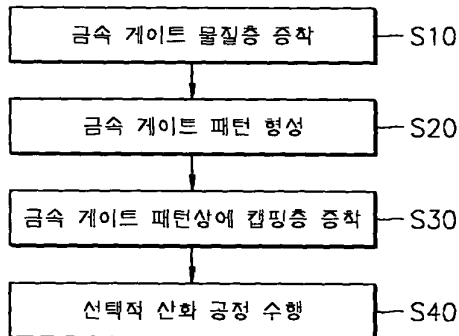 금속 게이트 물질층 증착 S10
금속 게이트 패턴 형성 S20
금속 게이트 패턴상에 캡핑층 증착 S30
선택적 산화 공정 수행 S40